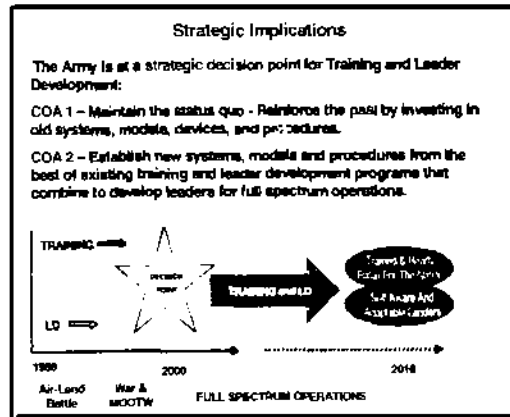 Strategic Implications
The Army is at a strategic decision point for Training and Leader
Development:
COA 1 – Maintain the status quo - Reinforce the past by investing in
old systems, models, devices, and procedures.
COA 2 – Establish new systems, models and procedures from the
best of existing training and leader development programs that
combine to develop leaders for full spectrum operations.
TRAINING
DECISION
POINT
TRAINING and LD
Trained & Ready
Force For The Nation
Self Aware And
Adaptable Leaders
LD
2000
Air-Land
Battle
War &
MOOTW
FULL SPECTRUM OPERATIONS